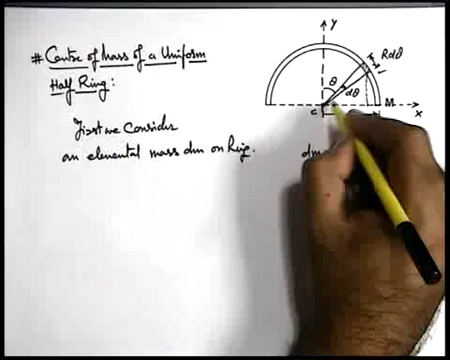 # Centre of Mass of a Uniform
Half Ring:
First we Consider
an elemental mass dm on Ring.
y
Rdθ
θ
dθ
M
C
x
dm